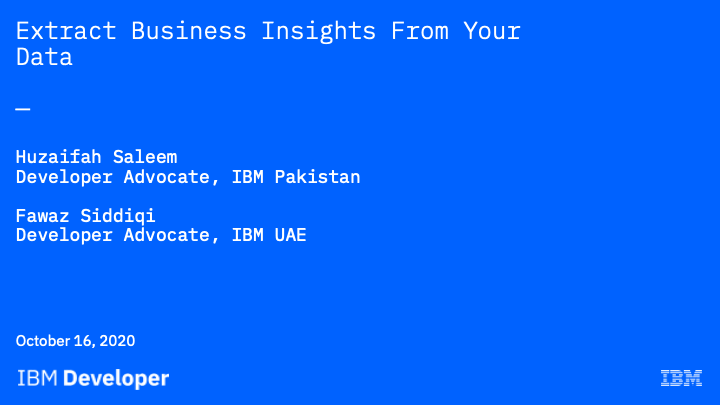 Extract Business Insights From Your
Data
—
Huzaifah Saleem
Developer Advocate, IBM Pakistan
Fawaz Siddiqi
Developer Advocate, IBM UAE
October 16, 2020
IBM Developer
IBM